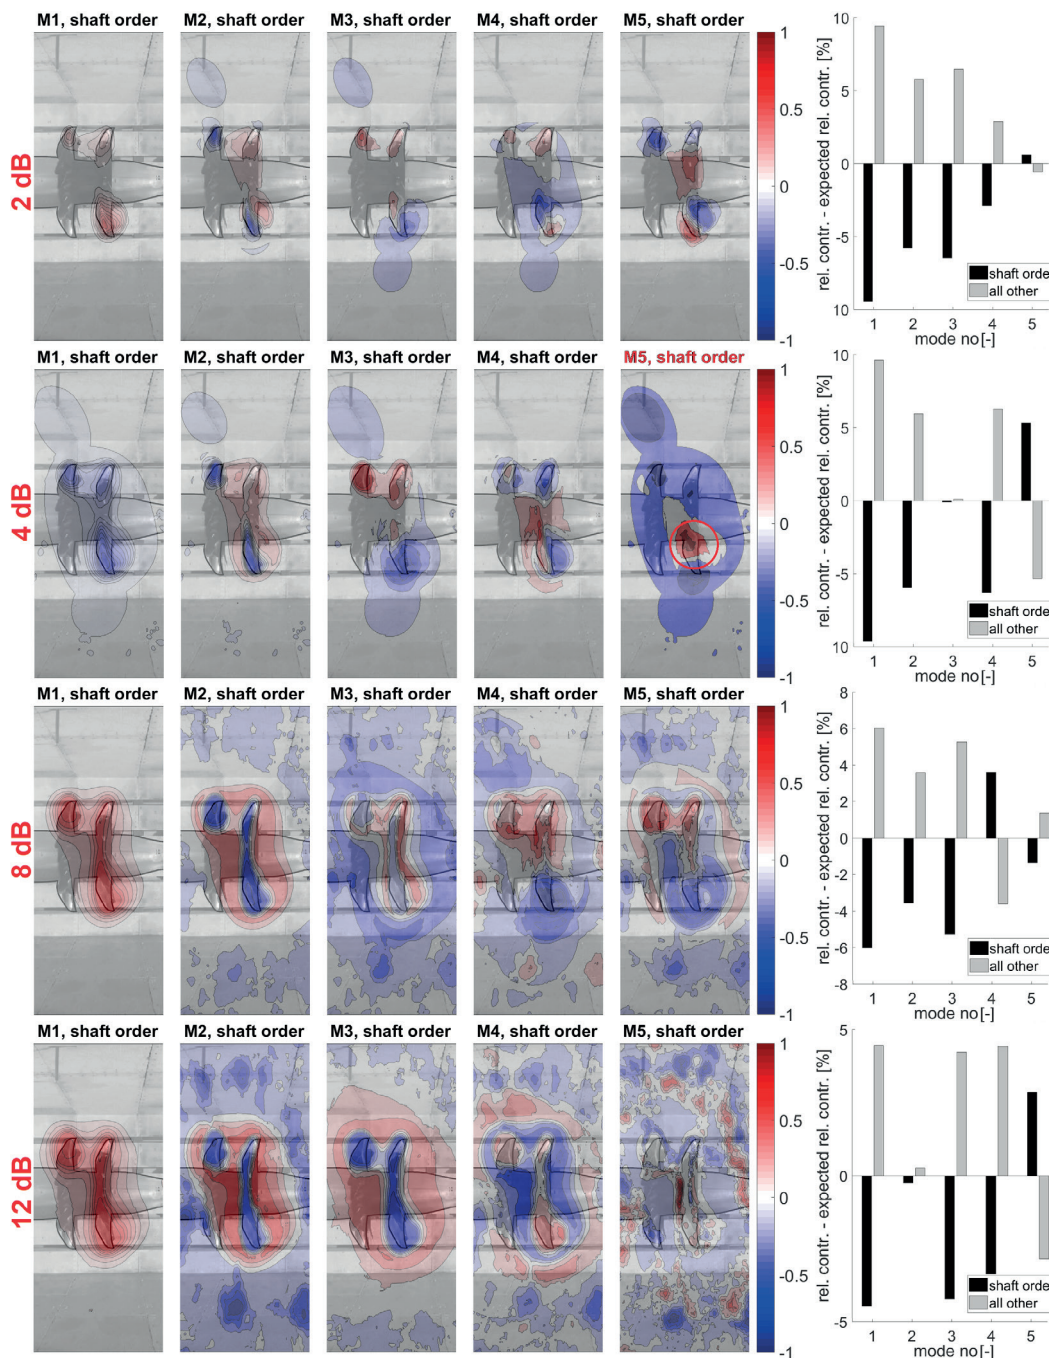 M1, shaft order M2, shaft order M3, shaft order M4, shaft order M5, shaft order
2 dB
1
0.5
0
-0.5
-1
rel. contr. - expected rel. contr. [%]
10
5
0
-5
10
shaft orde
all other
1 2 3 4 5
mode no[-]
M1, shaft order M2, shaft order M3, shaft order M4, shaft order M5, shaft order
4 dB
1
0.5
0
-0.5
-1
rel. contr. - expected rel. contr. [%]
10
5
0
-5
10
shaft orde
all other
1 2 3 4 5
mode no[-]
M1, shaft order M2, shaft order M3, shaft order M4, shaft order M5, shaft order
8 dB
1
0.5
0
-0.5
-1
rel. contr. - expected rel. contr. [%]
8
6
4
2
0
-2
-4
-6
-8
shaft orde
all other
1 2 3 4 5
mode no[-]
M1, shaft order M2, shaft order M3, shaft order M4, shaft order M5, shaft order
12 dB
1
0.5
0
-0.5
-1
rel. contr. - expected rel. contr. [%]
5
0
-5
shaft orde
all other
1 2 3 4 5
mode no[-]